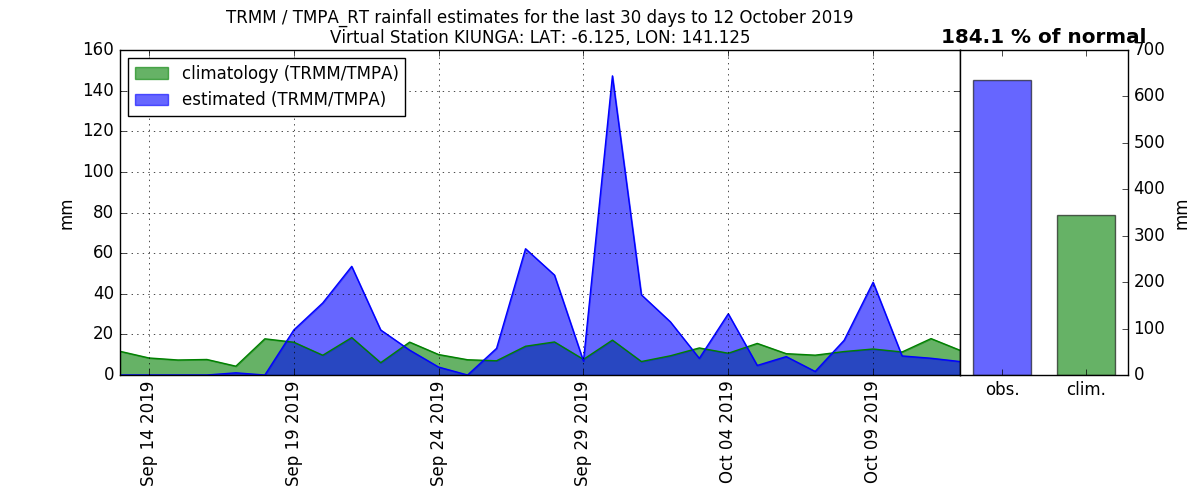 TRMM / TMPA_RT rainfall estimates for the last 30 days to 12 October 2019
Virtual Station KIUNGA: LAT: -6.125, LON: 141.125
184.1 % of normal
climatology (TRMM/TMPA)
estimated (TRMM/TMPA)
160
140
120
100
80
60
40
20
0
mm
Sep 14 2019
Sep 19 2019
Sep 24 2019
Sep 29 2019
Oct 04 2019
Oct 09 2019
700
600
500
400
300
200
100
0
mm
obs.
clim.